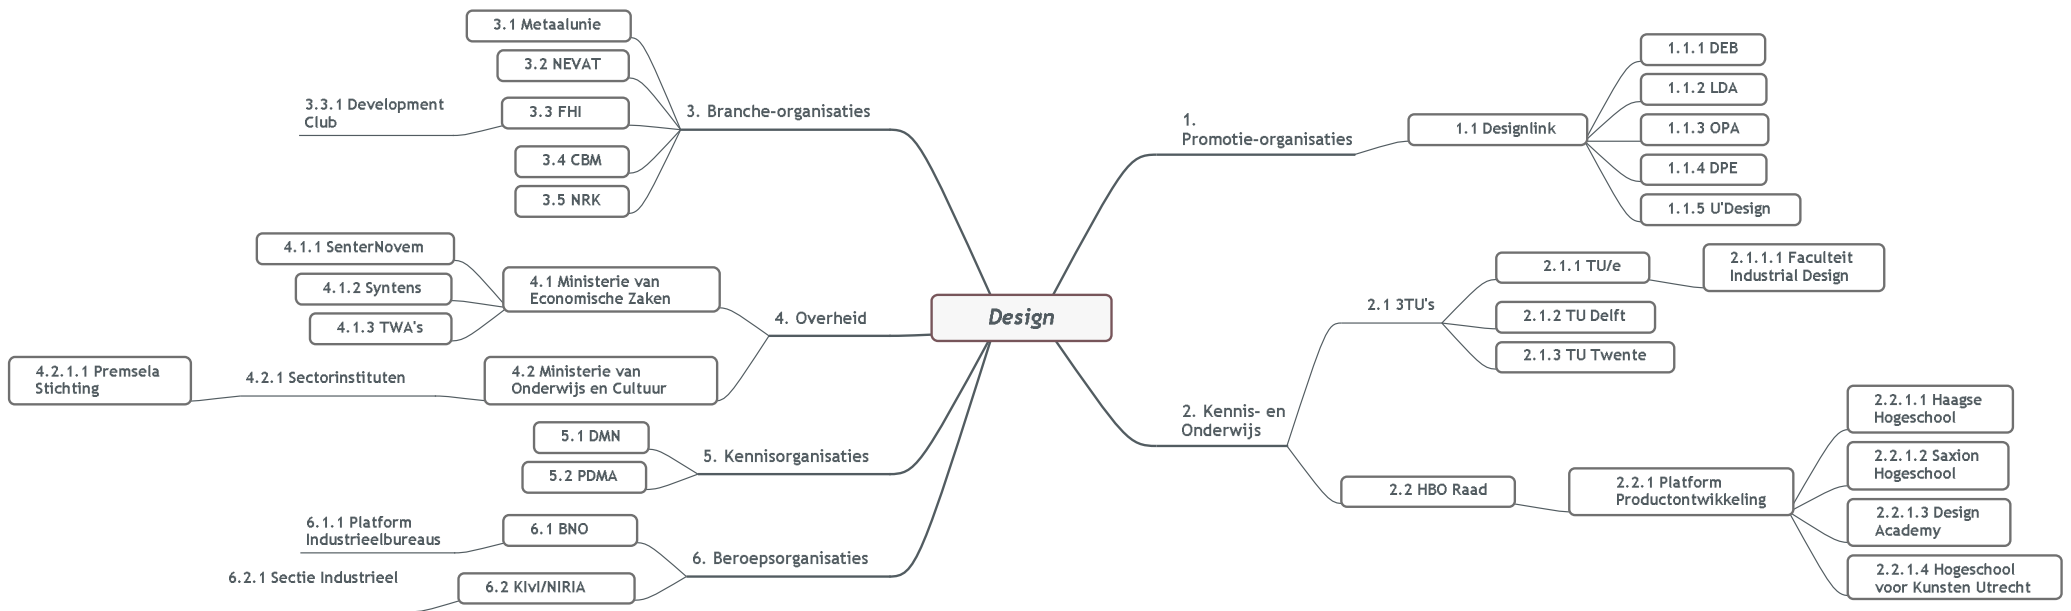 Design
1.
Promotie-organisaties
1.1 Designlink
1.1.1 DEB
1.1.2 LDA
1.1.3 OPA
1.1.4 DPE
1.1.5 U'Design
2. Kennis- en
Onderwijs
2.1 3TU's
2.1.1 TU/e
2.1.1.1 Faculteit
Industrial Design
2.1.2 TU Delft
2.1.3 TU Twente
2.2 HBO Raad
2.2.1 Platform
Productontwikkeling
2.2.1.1 Haagse
Hogeschool
2.2.1.2 Saxion
Hogeschool
2.2.1.3 Design
Academy
2.2.1.4 Hogeschool
voor Kunsten Utrecht
3. Branche-organisaties
3.1 Metaalunie
3.2 NEVAT
3.3 FHI
3.3.1 Development
Club
3.4 CBM
3.5 NRK
4. Overheid
4.1 Ministerie van
Economische Zaken
4.1.1 SenterNovem
4.1.2 Syntens
4.1.3 TWA's
4.2 Ministerie van
Onderwijs en Cultuur
4.2.1 Sectorinstituten
4.2.1.1 Premsela
Stichting
5. Kennisorganisaties
5.1 DMN
5.2 PDMA
6. Beroepsorganisaties
6.1 BNO
6.1.1 Platform
Industrieelbureaus
6.2 KIvI/NIRIA
6.2.1 Sectie Industrieel